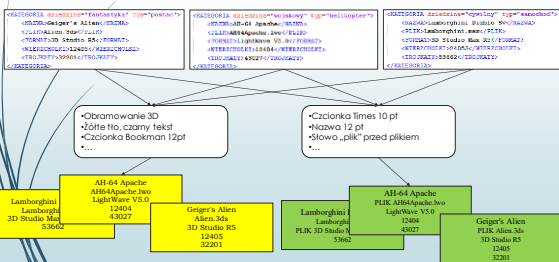 <KATEGORIA dziedzina="fantastyka" typ="postac">
<NAZWA>Geiger's Alien</NAZWA>
<PLIK>Alien.3ds</PLIK>
<FORMAT>3D Studio R5</FORMAT>
<WIERZCHOLKI>12405</WIERZCHOLKI>
<TROJKATY>32201</TROJKATY>
</KATEGORIA>
<KATEGORIA dziedzina="wojskowy" typ="helikopter">
<NAZWA>AH-64 Apache</NAZWA>
<PLIK>AH64Apache.lwo</PLIK>
<FORMAT>LightWave V5.0</FORMAT>
<WIERZCHOLKI>12404</WIERZCHOLKI>
<TROJKATY>43027</TROJKATY>
</KATEGORIA>
<KATEGORIA dziedzina="cywilny" typ="samochod">
<NAZWA>Lamborghini Diablo </NAZWA>
<PLIK>Lamborghini.max</PLIK>
<FORMAT>3D Studio Max </FORMAT>
<WIERZCHOLKI></WIERZCHOLKI>
<TROJKATY>53662</TROJKATY>
</KATEGORIA>
•Obramowanie 3D
•Żółte tło, czarny tekst
•Czcionka Bookman 12pt
•…
•Czcionka Times 10 pt
•Nazwa 12 pt
•Słowo „plik” przed plikiem
•…
Lamborghini
Lamborghi
3D Studio Max
53662
AH-64 Apache
AH64Apache.lwo
LightWave V5.0
12404
43027
Geiger's Alien
Alien.3ds
3D Studio R5
12405
32201
Lamborghini
PLIK Lamborghi
3D Studio M
53662
AH-64 Apache
PLIK AH64Apache.lwo
LightWave V5.0
12404
43027
Geiger's Alien
PLIK Alien.3ds
3D Studio R5
12405
32201